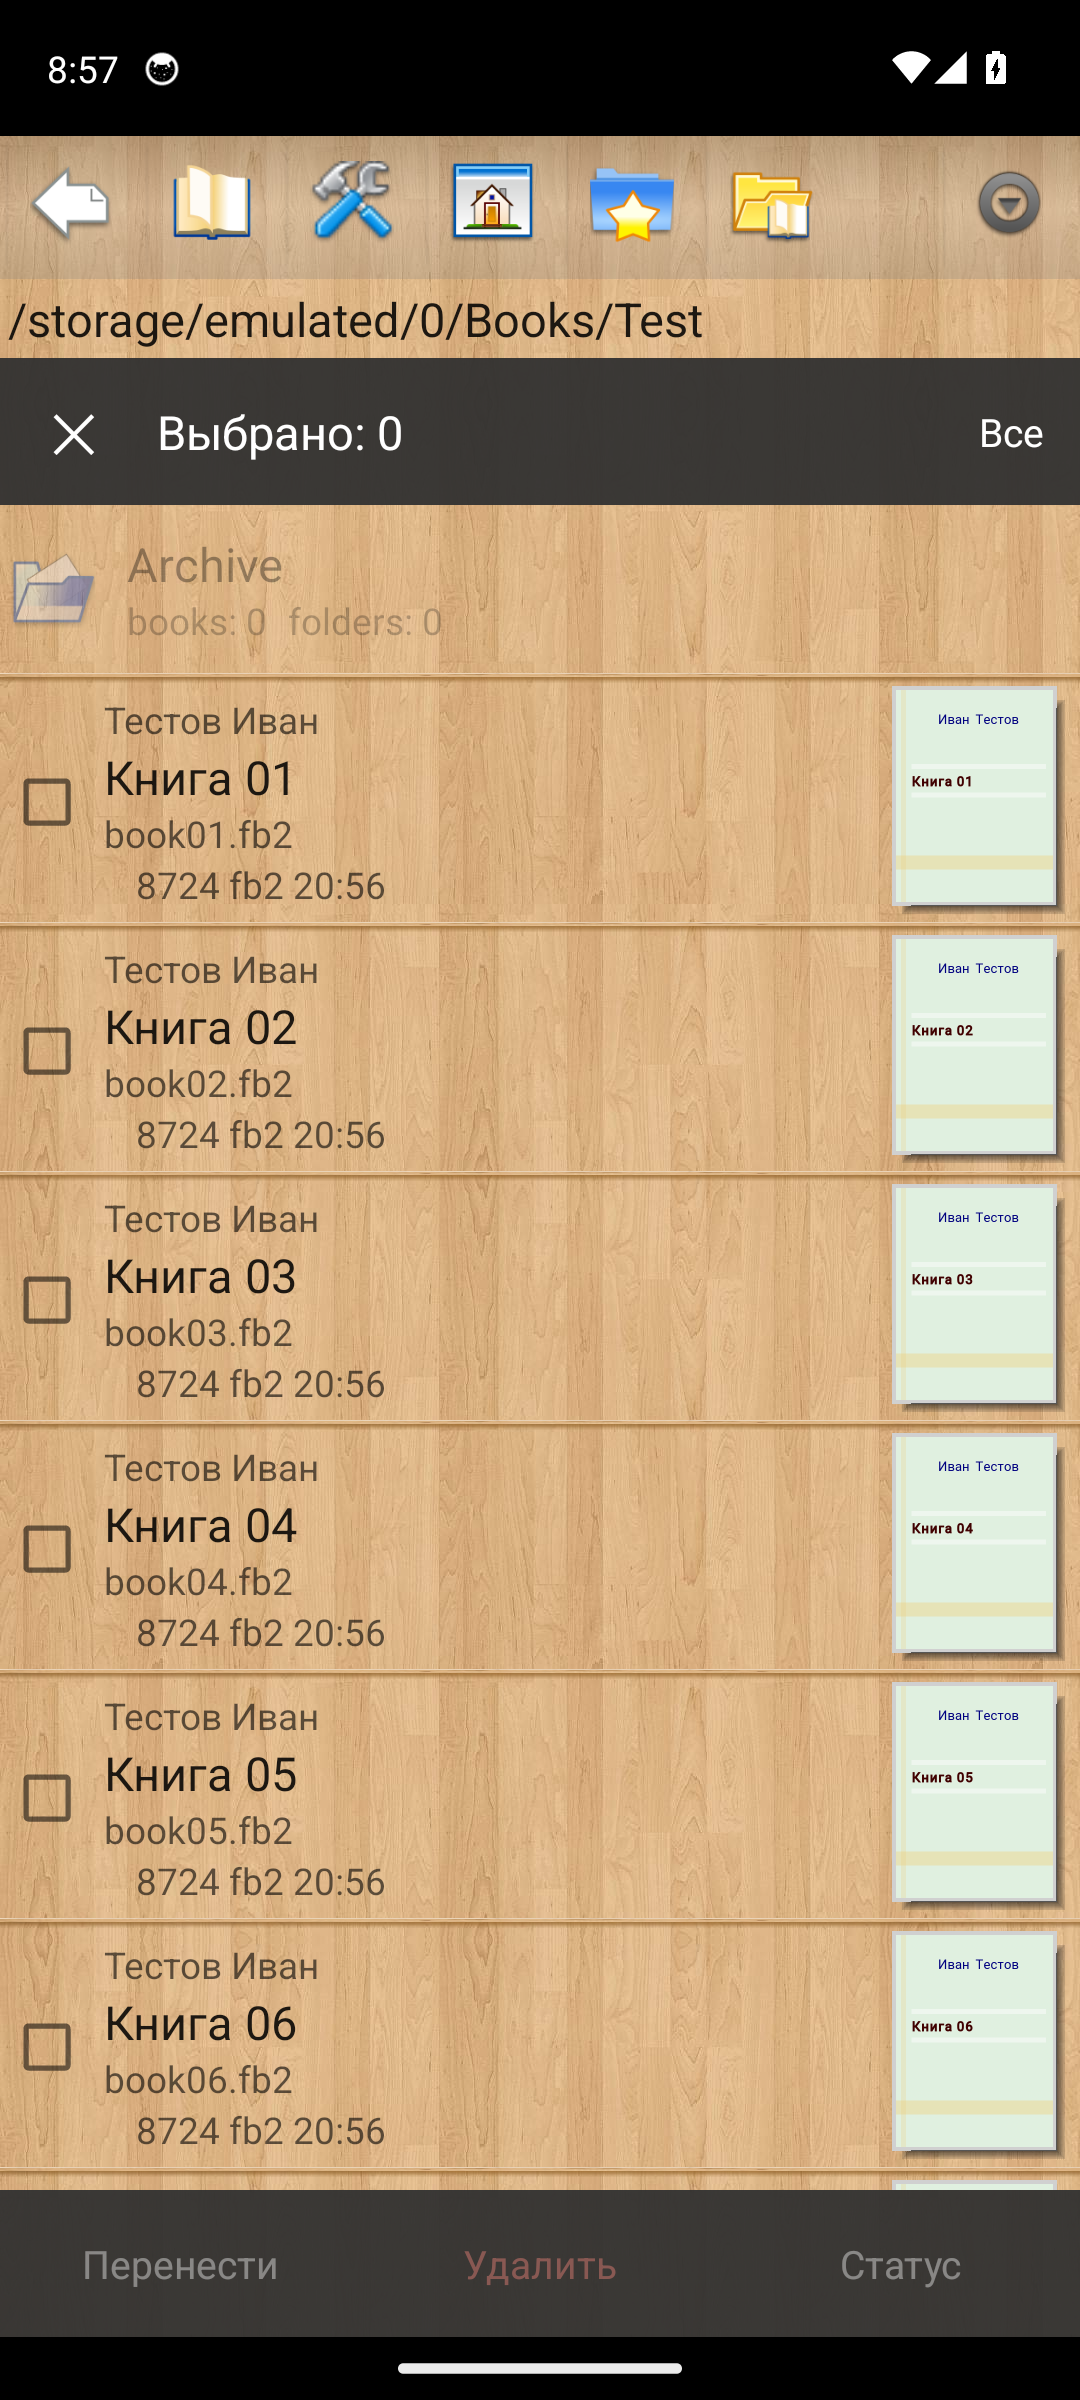 8:57
/storage/emulated/0/Books/Test
Выбрано: 0
Все
Archive
books: 0 folders: 0
Тестов Иван
Книга 01
book01.fb2
8724 fb2 20:56
Иван Тестов
Книга 01
Тестов Иван
Книга 02
book02.fb2
8724 fb2 20:56
Иван Тестов
Книга 02
Тестов Иван
Книга 03
book03.fb2
8724 fb2 20:56
Иван Тестов
Книга 03
Тестов Иван
Книга 04
book04.fb2
8724 fb2 20:56
Иван Тестов
Книга 04
Тестов Иван
Книга 05
book05.fb2
8724 fb2 20:56
Иван Тестов
Книга 05
Тестов Иван
Книга 06
book06.fb2
8724 fb2 20:56
Иван Тестов
Книга 06
Перенести
Удалить
Статус